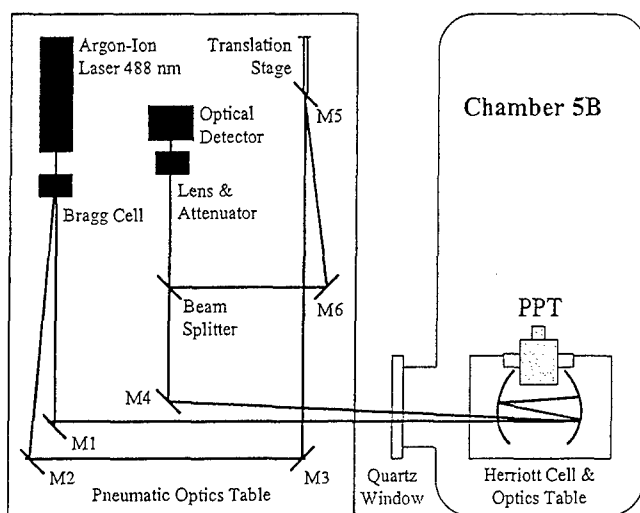 Argon-Ion
Laser 488 nm
Translation
Stage
M5
Optical
Detector
Chamber 5B
Lens &
Attenuator
Bragg Cell
Beam
Splitter
M6
PPT
M4
M1
M2
M3
Pneumatic Optics Table
Quartz
Window
Herriott Cell &
Optics Table